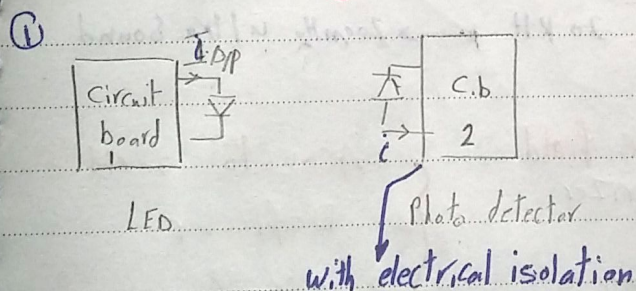 ①
I o/p
Circuit
board
1
C.b
2
i
LED
Photo detector
with electrical isolation